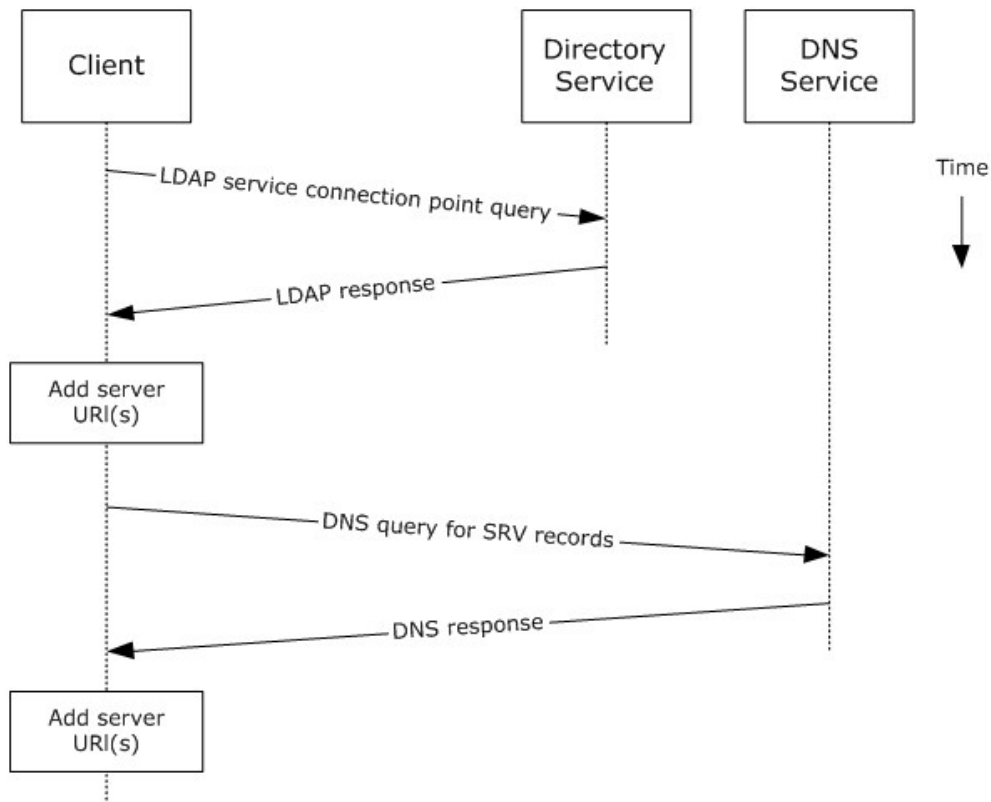 Client
Directory
Service
DNS
Service
Time
LDAP service connection point query
LDAP response
Add server
URI(s)
DNS query for SRV records
DNS response
Add server
URI(s)